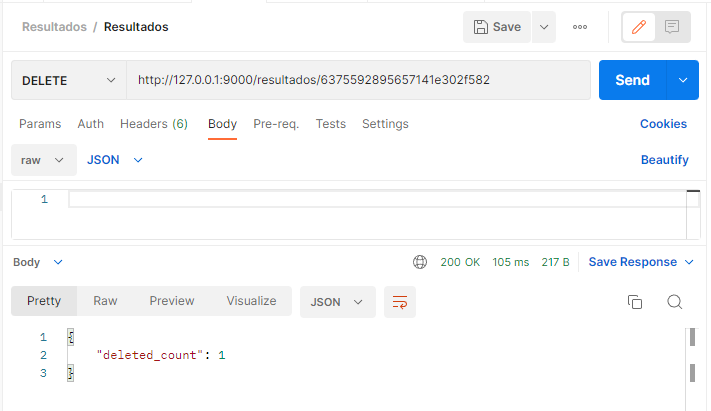 Resultados / Resultados
Save
DELETE http://127.0.0.1:9000/resultados/6375592895657141e302f582 Send
Params Auth Headers (6) Body Pre-req. Tests Settings Cookies
raw JSON Beautify
1
Body 200 OK 105 ms 217 B Save Response
Pretty Raw Preview Visualize JSON
1 {
2 "deleted_count": 1
3 }